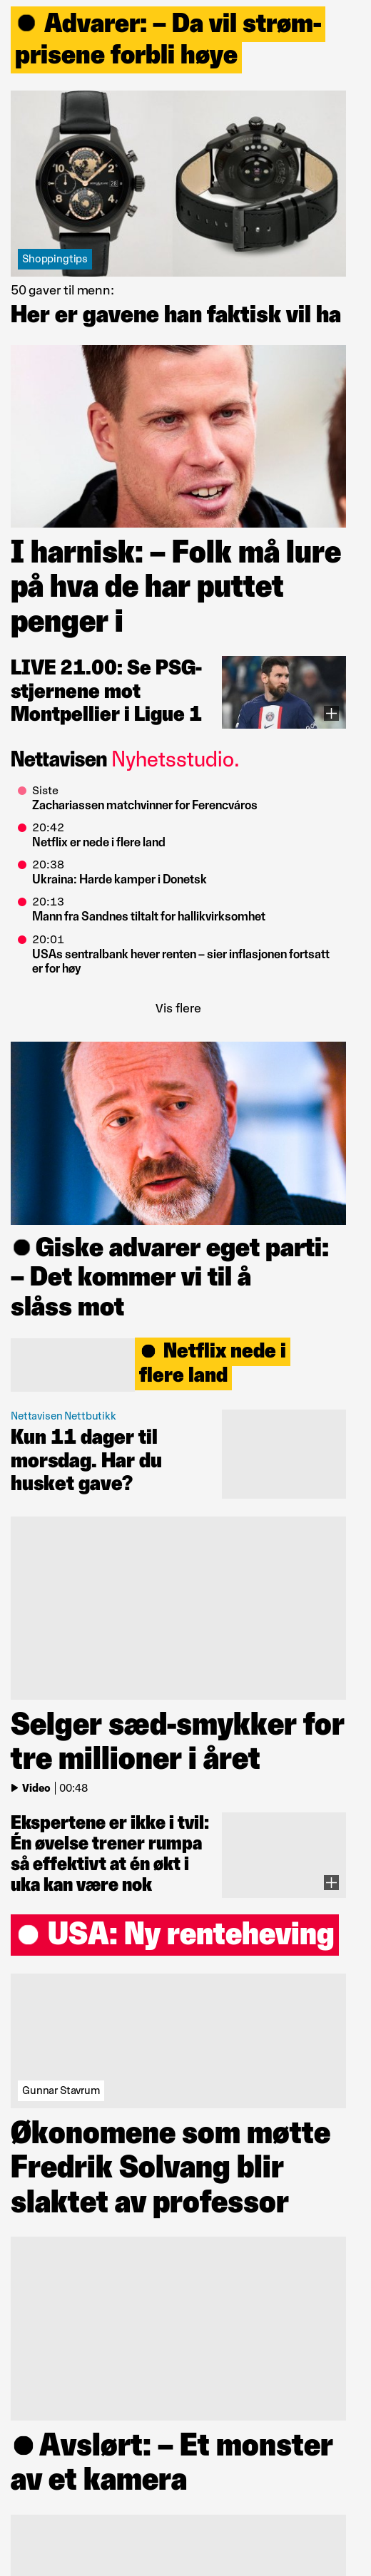 Advarer: – Da vil strøm-
prisene forbli høye
Shoppingtips
50 gaver til menn:
Her er gavene han faktisk vil ha
I harnisk: – Folk må lure
på hva de har puttet
penger i
LIVE 21.00: Se PSG-
stjernene mot
Montpellier i Ligue 1
Nettavisen Nyhetsstudio.
Siste
Zachariassen matchvinner for Ferencváros
20:42
Netflix er nede i flere land
20:38
Ukraina: Harde kamper i Donetsk
20:13
Mann fra Sandnes tiltalt for hallikvirksomhet
20:01
USAs sentralbank hever renten – sier inflasjonen fortsatt
er for høy
Vis flere
Giske advarer eget parti:
– Det kommer vi til å
slåss mot
Netflix nede i
flere land
Nettavisen Nettbutikk
Kun 11 dager til
morsdag. Har du
husket gave?
Selger sæd-smykker for
tre millioner i året
Video 00:48
Ekspertene er ikke i tvil:
Én øvelse trener rumpa
så effektivt at én økt i
uka kan være nok
USA: Ny renteheving
Gunnar Stavrum
Økonomene som møtte
Fredrik Solvang blir
slaktet av professor
Avslørt: – Et monster
av et kamera